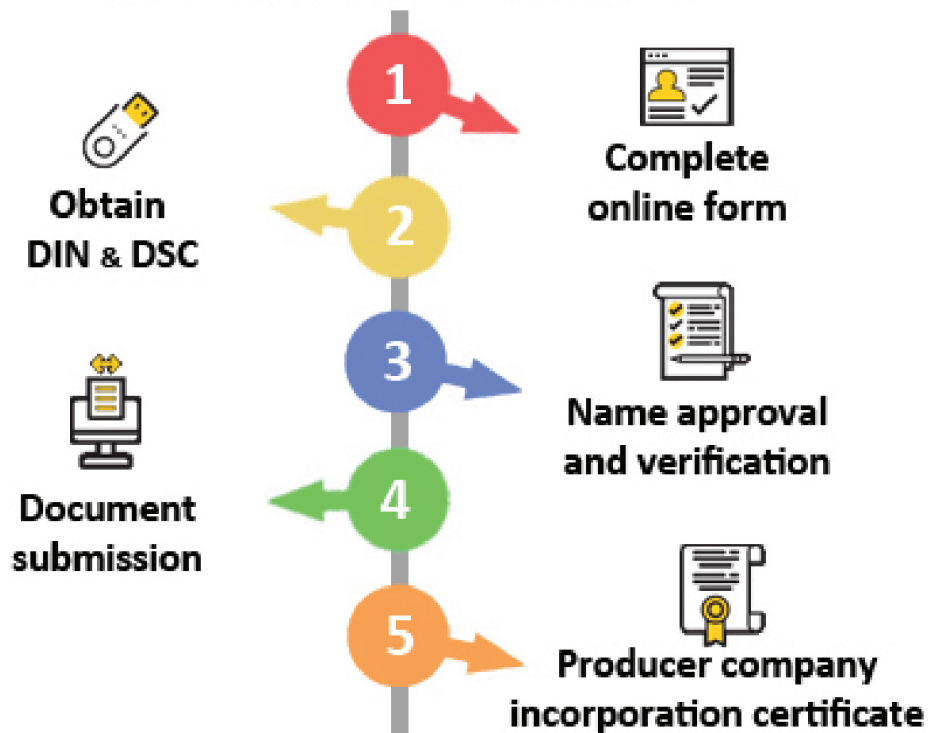 1
Complete
online form
2
Obtain
DIN & DSC
3
Name approval
and verification
4
Document
submission
5
Producer company
incorporation certificate